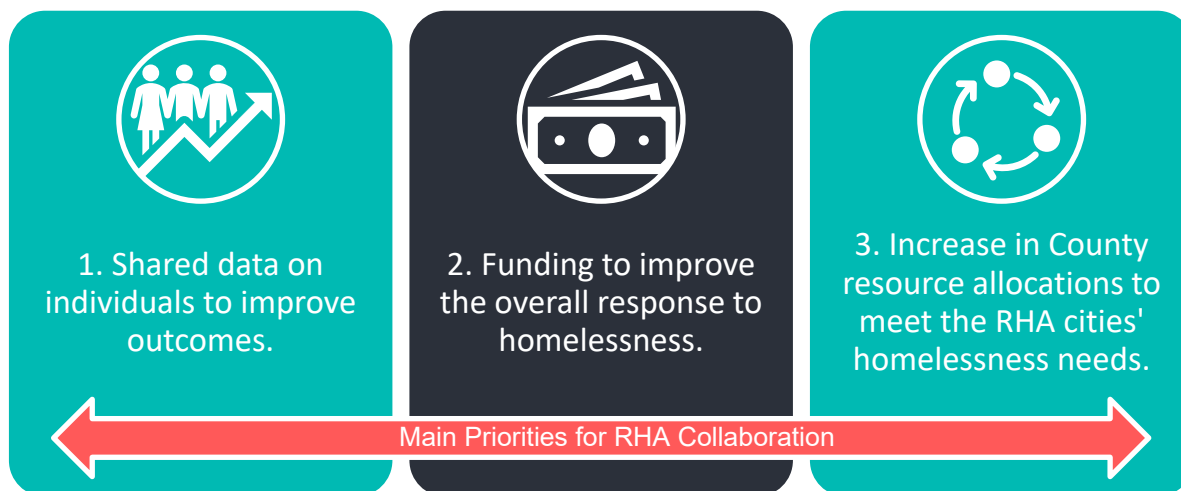 1. Shared data on
individuals to improve
outcomes.
2. Funding to improve
the overall response to
homelessness.
3. Increase in County
resource allocations to
meet the RHA cities'
homelessness needs.
Main Priorities for RHA Collaboration